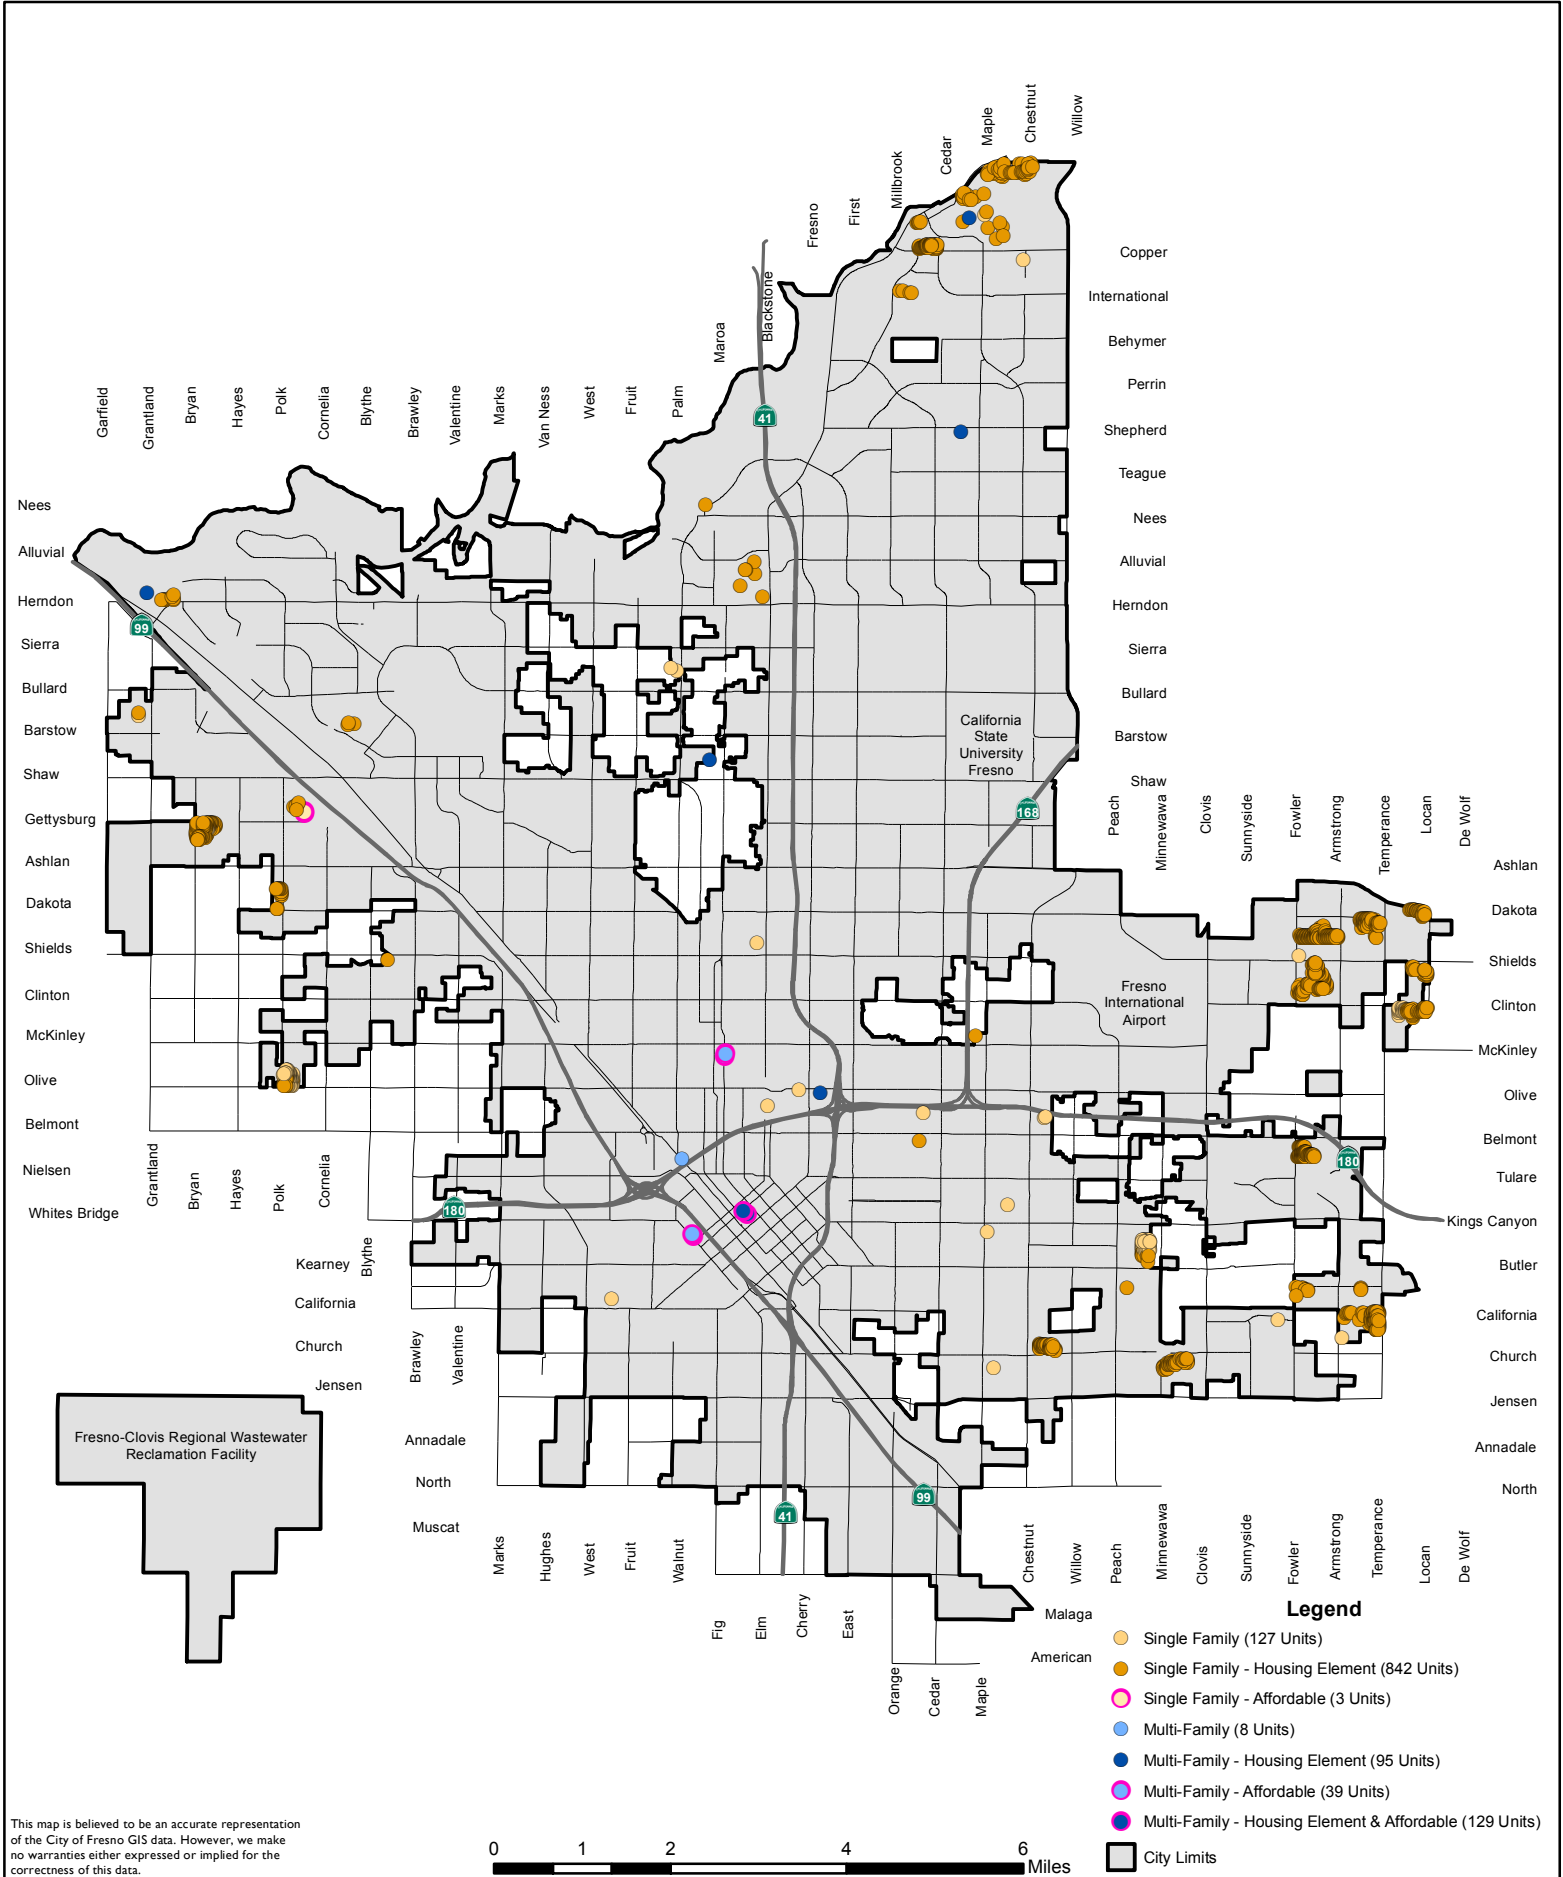 Willow
Chestnut
Maple
Cedar
Millbrook
First
Fresno
Blackstone
Maroa
Copper
International
Behymer
Perrin
Shepherd
Teague
Nees
Alluvial
Herndon
Sierra
Bullard
Barstow
Shaw
41
Garfield
Grantland
Bryan
Hayes
Polk
Cornelia
Blythe
Brawley
Valentine
Marks
Van Ness
West
Fruit
Palm
Nees
Alluvial
Herndon
Sierra
Bullard
Barstow
Shaw
Gettysburg
Ashlan
Dakota
Shields
Clinton
McKinley
Olive
Belmont
Nielsen
Whites Bridge
99
California
State
University
Fresno
168
Peach
Minnewawa
Clovis
Sunnyside
Fowler
Armstrong
Temperance
Locan
De Wolf
Ashlan
Dakota
Shields
Clinton
McKinley
Olive
Belmont
Tulare
Kings Canyon
Butler
California
Church
Jensen
Annadale
North
Fresno
International
Airport
180
180
Grantland
Bryan
Hayes
Polk
Cornelia
Blythe
Kearney
California
Church
Jensen
Brawley
Valentine
Annadale
North
Muscat
Fresno-Clovis Regional Wastewater
Reclamation Facility
99
41
Marks
Hughes
West
Fruit
Walnut
Fig
Elm
Cherry
East
Orange
Cedar
Maple
Chestnut
Willow
Peach
Minnewawa
Clovis
Sunnyside
Fowler
Armstrong
Temperance
Locan
De Wolf
Malaga
American
Legend
Single Family (127 Units)
Single Family - Housing Element (842 Units)
Single Family - Affordable (3 Units)
Multi-Family (8 Units)
Multi-Family - Housing Element (95 Units)
Multi-Family - Affordable (39 Units)
Multi-Family - Housing Element & Affordable (129 Units)
City Limits
0 1 2 4 6
Miles
This map is believed to be an accurate representation
of the City of Fresno GIS data. However, we make
no warranties either expressed or implied for the
correctness of this data.